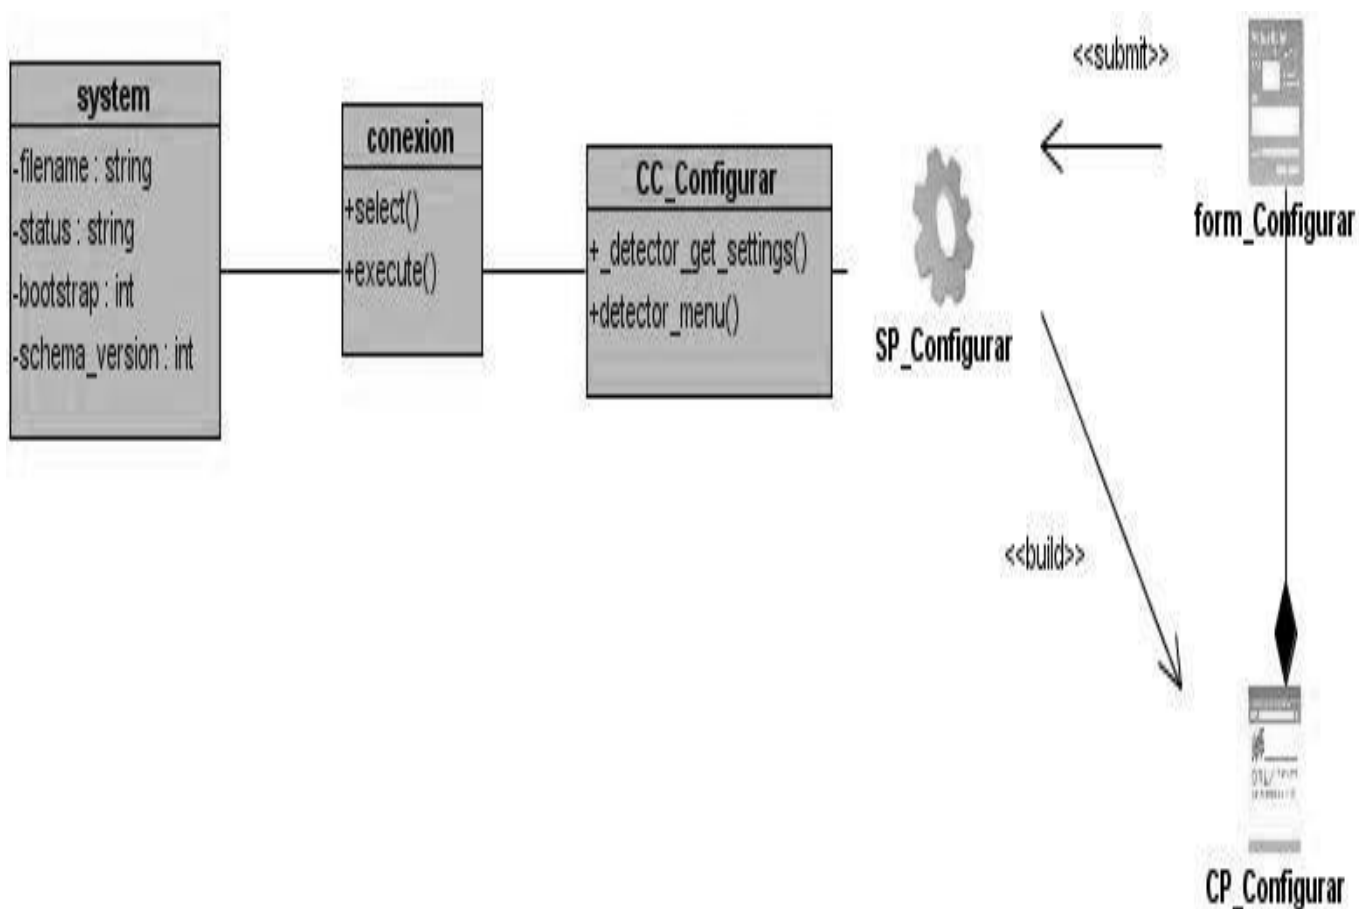 system
-filename : string
-status : string
-bootstrap : int
-schema_version : int
conexion
+select()
+execute()
CC_Configurar
+_detector_get_settings()
+detector_menu()
SP_Configurar
<<submit>>
form_Configurar
<<build>>
CP_Configurar